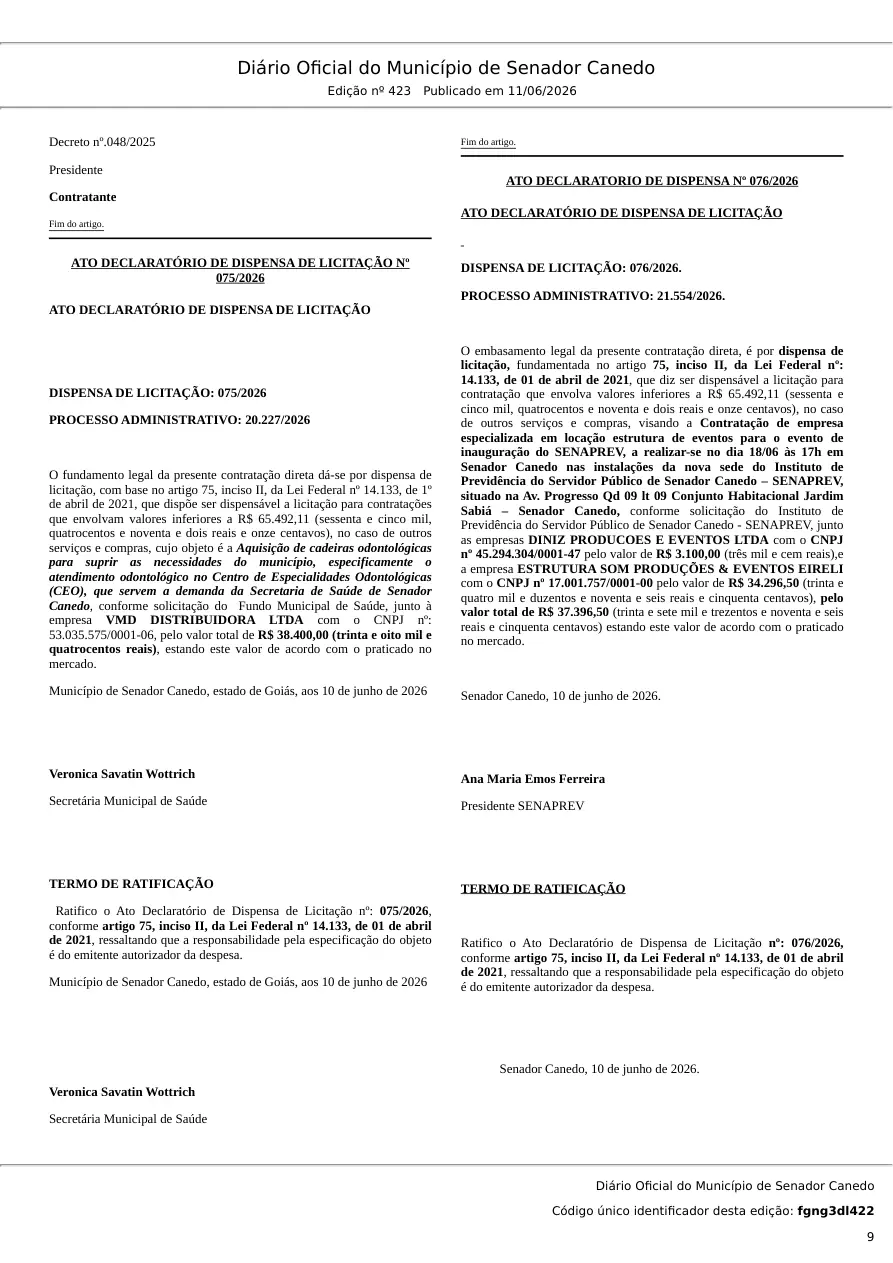 Diário Oficial do Município de Senador Canedo
Edição nº 423   Publicado em 11/06/2026
Decreto nº.048/2025
Presidente
Contratante
Fim do artigo.
ATO DECLARATÓRIO DE DISPENSA DE LICITAÇÃO Nº
075/2026
ATO DECLARATÓRIO DE DISPENSA DE LICITAÇÃO
DISPENSA DE LICITAÇÃO: 075/2026
PROCESSO ADMINISTRATIVO: 20.227/2026
O fundamento legal da presente contratação direta dá-se por dispensa de
licitação, com base no artigo 75, inciso II, da Lei Federal nº 14.133, de 1º
de abril de 2021, que dispõe ser dispensável a licitação para contratações
que envolvam valores inferiores a R$ 65.492,11 (sessenta e cinco mil,
quatrocentos e noventa e dois reais e onze centavos), no caso de outros
serviços e compras, cujo objeto é a Aquisição de cadeiras odontológicas
para suprir as necessidades do município, especificamente o
atendimento odontológico no Centro de Especialidades Odontológicas
(CEO), que servem a demanda da Secretaria de Saúde de Senador
Canedo, conforme solicitação do  Fundo Municipal de Saúde, junto à
empresa VMD DISTRIBUIDORA LTDA com o CNPJ nº:
53.035.575/0001-06, pelo valor total de R$ 38.400,00 (trinta e oito mil e
quatrocentos reais), estando este valor de acordo com o praticado no
mercado.
Município de Senador Canedo, estado de Goiás, aos 10 de junho de 2026
Veronica Savatin Wottrich
Secretária Municipal de Saúde
TERMO DE RATIFICAÇÃO
Ratifico o Ato Declaratório de Dispensa de Licitação nº: 075/2026,
conforme artigo 75, inciso II, da Lei Federal nº 14.133, de 01 de abril
de 2021, ressaltando que a responsabilidade pela especificação do objeto
é do emitente autorizador da despesa.
Município de Senador Canedo, estado de Goiás, aos 10 de junho de 2026
Veronica Savatin Wottrich
Secretária Municipal de Saúde
Fim do artigo.
ATO DECLARATORIO DE DISPENSA Nº 076/2026
ATO DECLARATÓRIO DE DISPENSA DE LICITAÇÃO
DISPENSA DE LICITAÇÃO: 076/2026.
PROCESSO ADMINISTRATIVO: 21.554/2026.
O embasamento legal da presente contratação direta, é por dispensa de
licitação, fundamentada no artigo 75, inciso II, da Lei Federal nº:
14.133, de 01 de abril de 2021, que diz ser dispensável a licitação para
contratação que envolva valores inferiores a R$ 65.492,11 (sessenta e
cinco mil, quatrocentos e noventa e dois reais e onze centavos), no caso
de outros serviços e compras, visando a Contratação de empresa
especializada em locação estrutura de eventos para o evento de
inauguração do SENAPREV, a realizar-se no dia 18/06 às 17h em
Senador Canedo nas instalações da nova sede do Instituto de
Previdência do Servidor Público de Senador Canedo – SENAPREV,
situado na Av. Progresso Qd 09 lt 09 Conjunto Habitacional Jardim
Sabiá – Senador Canedo, conforme solicitação do Instituto de
Previdência do Servidor Público de Senador Canedo - SENAPREV, junto
as empresas DINIZ PRODUCOES E EVENTOS LTDA com o CNPJ
nº 45.294.304/0001-47 pelo valor de R$ 3.100,00 (três mil e cem reais),e
a empresa ESTRUTURA SOM PRODUÇÕES & EVENTOS EIRELI
com o CNPJ nº 17.001.757/0001-00 pelo valor de R$ 34.296,50 (trinta e
quatro mil e duzentos e noventa e seis reais e cinquenta centavos), pelo
valor total de R$ 37.396,50 (trinta e sete mil e trezentos e noventa e seis
reais e cinquenta centavos) estando este valor de acordo com o praticado
no mercado.
Senador Canedo, 10 de junho de 2026.
Ana Maria Emos Ferreira
Presidente SENAPREV
TERMO DE RATIFICAÇÃO
Ratifico o Ato Declaratório de Dispensa de Licitação nº: 076/2026,
conforme artigo 75, inciso II, da Lei Federal nº 14.133, de 01 de abril
de 2021, ressaltando que a responsabilidade pela especificação do objeto
é do emitente autorizador da despesa.
Senador Canedo, 10 de junho de 2026.
Diário Oficial do Município de Senador Canedo
Código único identificador desta edição: fgng3dl422
9